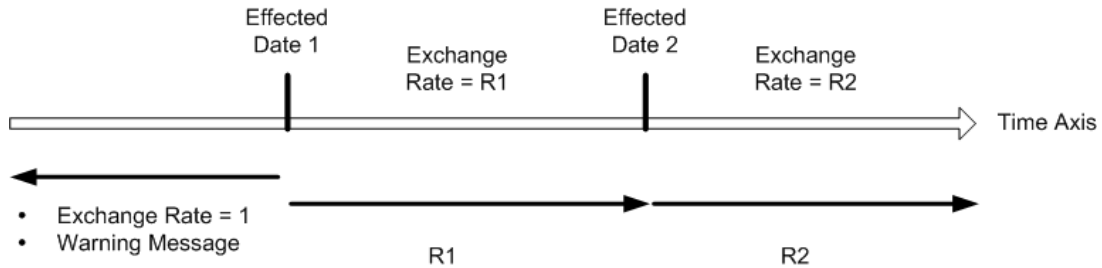 Effected
Date 1
Effected
Date 2
Exchange
Rate = R1
Exchange
Rate = R2
Time Axis
• Exchange Rate = 1
• Warning Message
R1
R2